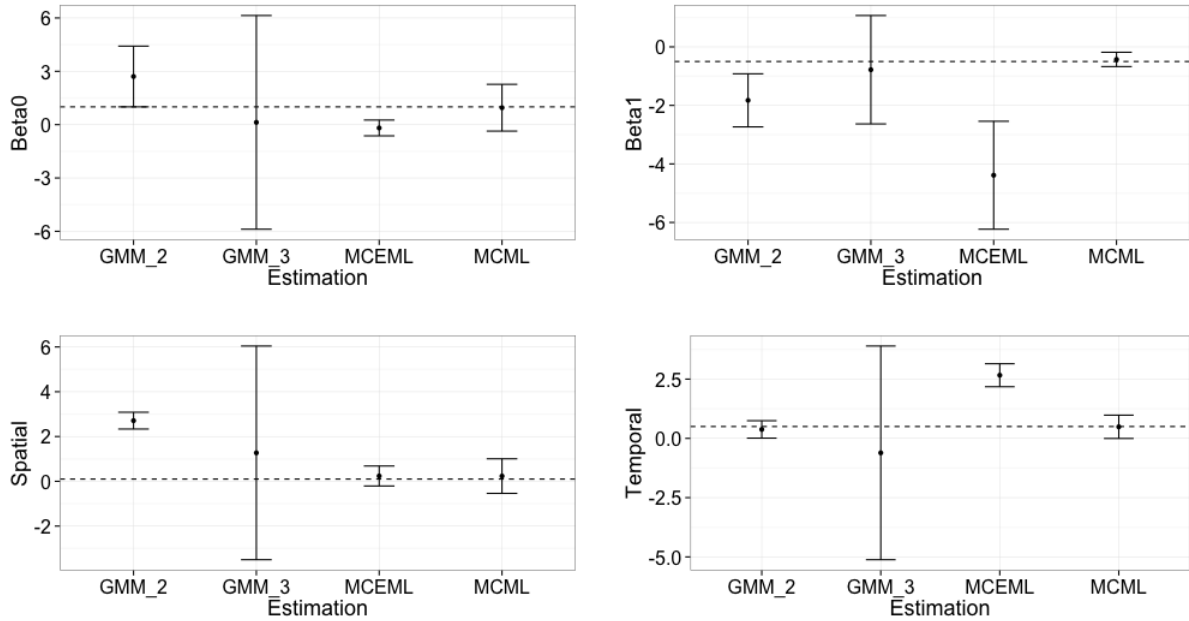 Beta0
6
3
0
-3
-6
GMM_2 GMM_3 MCEML MCML
Estimation
Beta1
0
-2
-4
-6
GMM_2 GMM_3 MCEML MCML
Estimation
Spatial
6
4
2
0
-2
GMM_2 GMM_3 MCEML MCML
Estimation
Temporal
2.5
0.0
-2.5
-5.0
GMM_2 GMM_3 MCEML MCML
Estimation